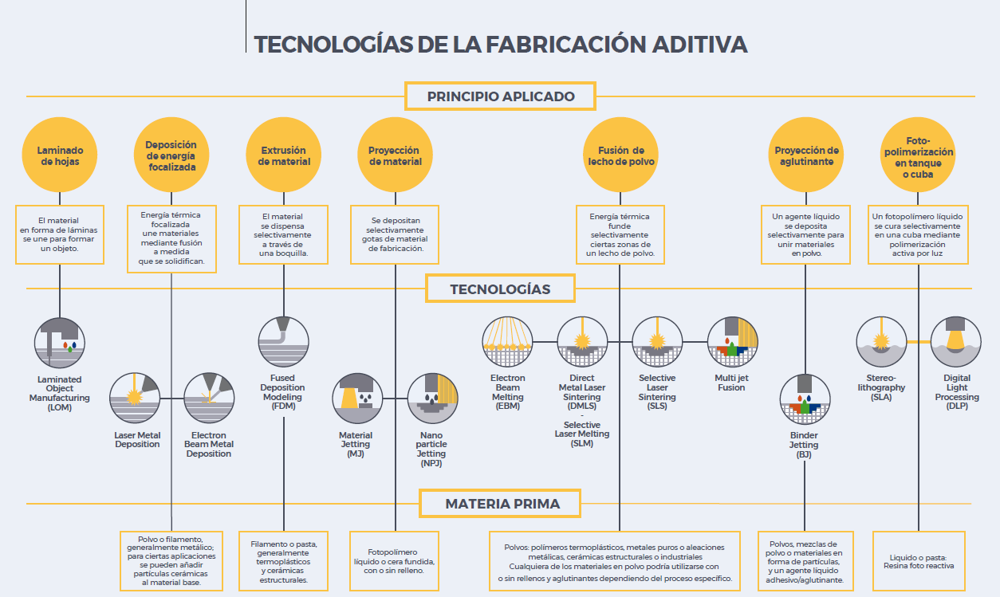 TECNOLOGÍAS DE LA FABRICACIÓN ADITIVA
PRINCIPIO APLICADO
Laminado
de hojas
Deposición
de energía
focalizada
Extrusión
de material
Proyección
de material
Fusión de
lecho de polvo
Proyección de
aglutinante
Foto-
polimerización
en tanque
o cuba
El material
en forma de láminas
se une para formar
un objeto.
Energía térmica
focalizada
une materiales
mediante fusión
a medida
que se solidifican.
El material
se dispensa
selectivamente
a través de
una boquilla.
Se depositan
selectivamente
gotas de material
de fabricación.
Energía térmica
funde
selectivamente
ciertas zonas de
un lecho de polvo.
Un agente líquido
se deposita
selectivamente para
unir materiales
en polvo.
Un fotopolímero líquido
se cura selectivamente
en una cuba mediante
polimerización
activa por luz
TECNOLOGÍAS
Laminated
Object
Manufacturing
(LOM)
Laser Metal
Deposition
Electron
Beam Metal
Deposition
Fused
Deposition
Modeling
(FDM)
Material
Jetting
(MJ)
Nano
particle
Jetting
(NPJ)
Electron
Beam
Melting
(EBM)
Direct
Metal Laser
Sintering
(DMLS)
-
Selective
Laser Melting
(SLM)
Selective
Laser
Sintering
(SLS)
Multi jet
Fusion
Binder
Jetting
(BJ)
Stereo-
lithography
(SLA)
Digital
Light
Processing
(DLP)
MATERIA PRIMA
Polvo o filamento,
generalmente metálico;
para ciertas aplicaciones
se pueden añadir
partículas cerámicas
al material base.
Filamento o pasta,
generalmente
termoplásticos
y cerámicas
estructurales.
Fotopolímero
líquido o cera fundida,
con o sin relleno.
Polvos: polímeros termoplásticos, metales puros o aleaciones
metálicas, cerámicas estructurales o industriales
Cualquiera de los materiales en polvo podría utilizarse con
o sin rellenos y aglutinantes dependiendo del proceso específico.
Polvos, mezclas de
polvo o materiales en
forma de partículas,
y un agente líquido
adhesivo/aglutinante.
Liquido o pasta:
Resina foto reactiva